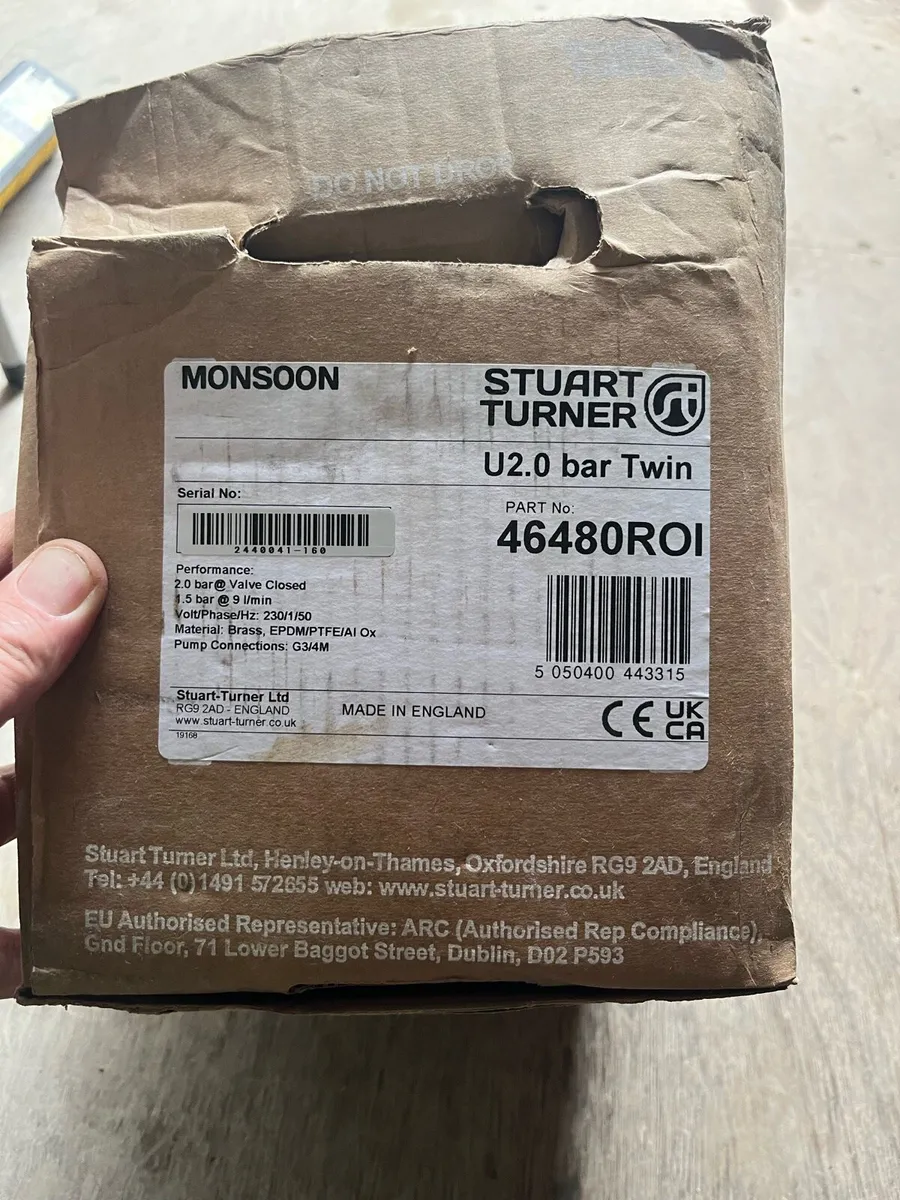 DO NOT DROP
MONSOON
STUART
TURNER
U2.0 bar Twin
Serial No:
2440041-160
PART No:
46480ROI
Performance:
2.0 bar@ Valve Closed
1.5 bar @ 9 l/min
Volt/Phase/Hz: 230/1/50
Material: Brass, EPDM/PTFE/Al Ox
Pump Connections: G3/4M
5 050400 443315
Stuart-Turner Ltd
RG9 2AD - ENGLAND
www.stuart-turner.co.uk
19168
MADE IN ENGLAND
CE
UK
CA
Stuart Turner Ltd, Henley-on-Thames, Oxfordshire RG9 2AD, England
Tel: +44 (0)1491 572655 web: www.stuart-turner.co.uk
EU Authorised Representative: ARC (Authorised Rep Compliance),
Gnd Floor, 71 Lower Baggot Street, Dublin, D02 P593